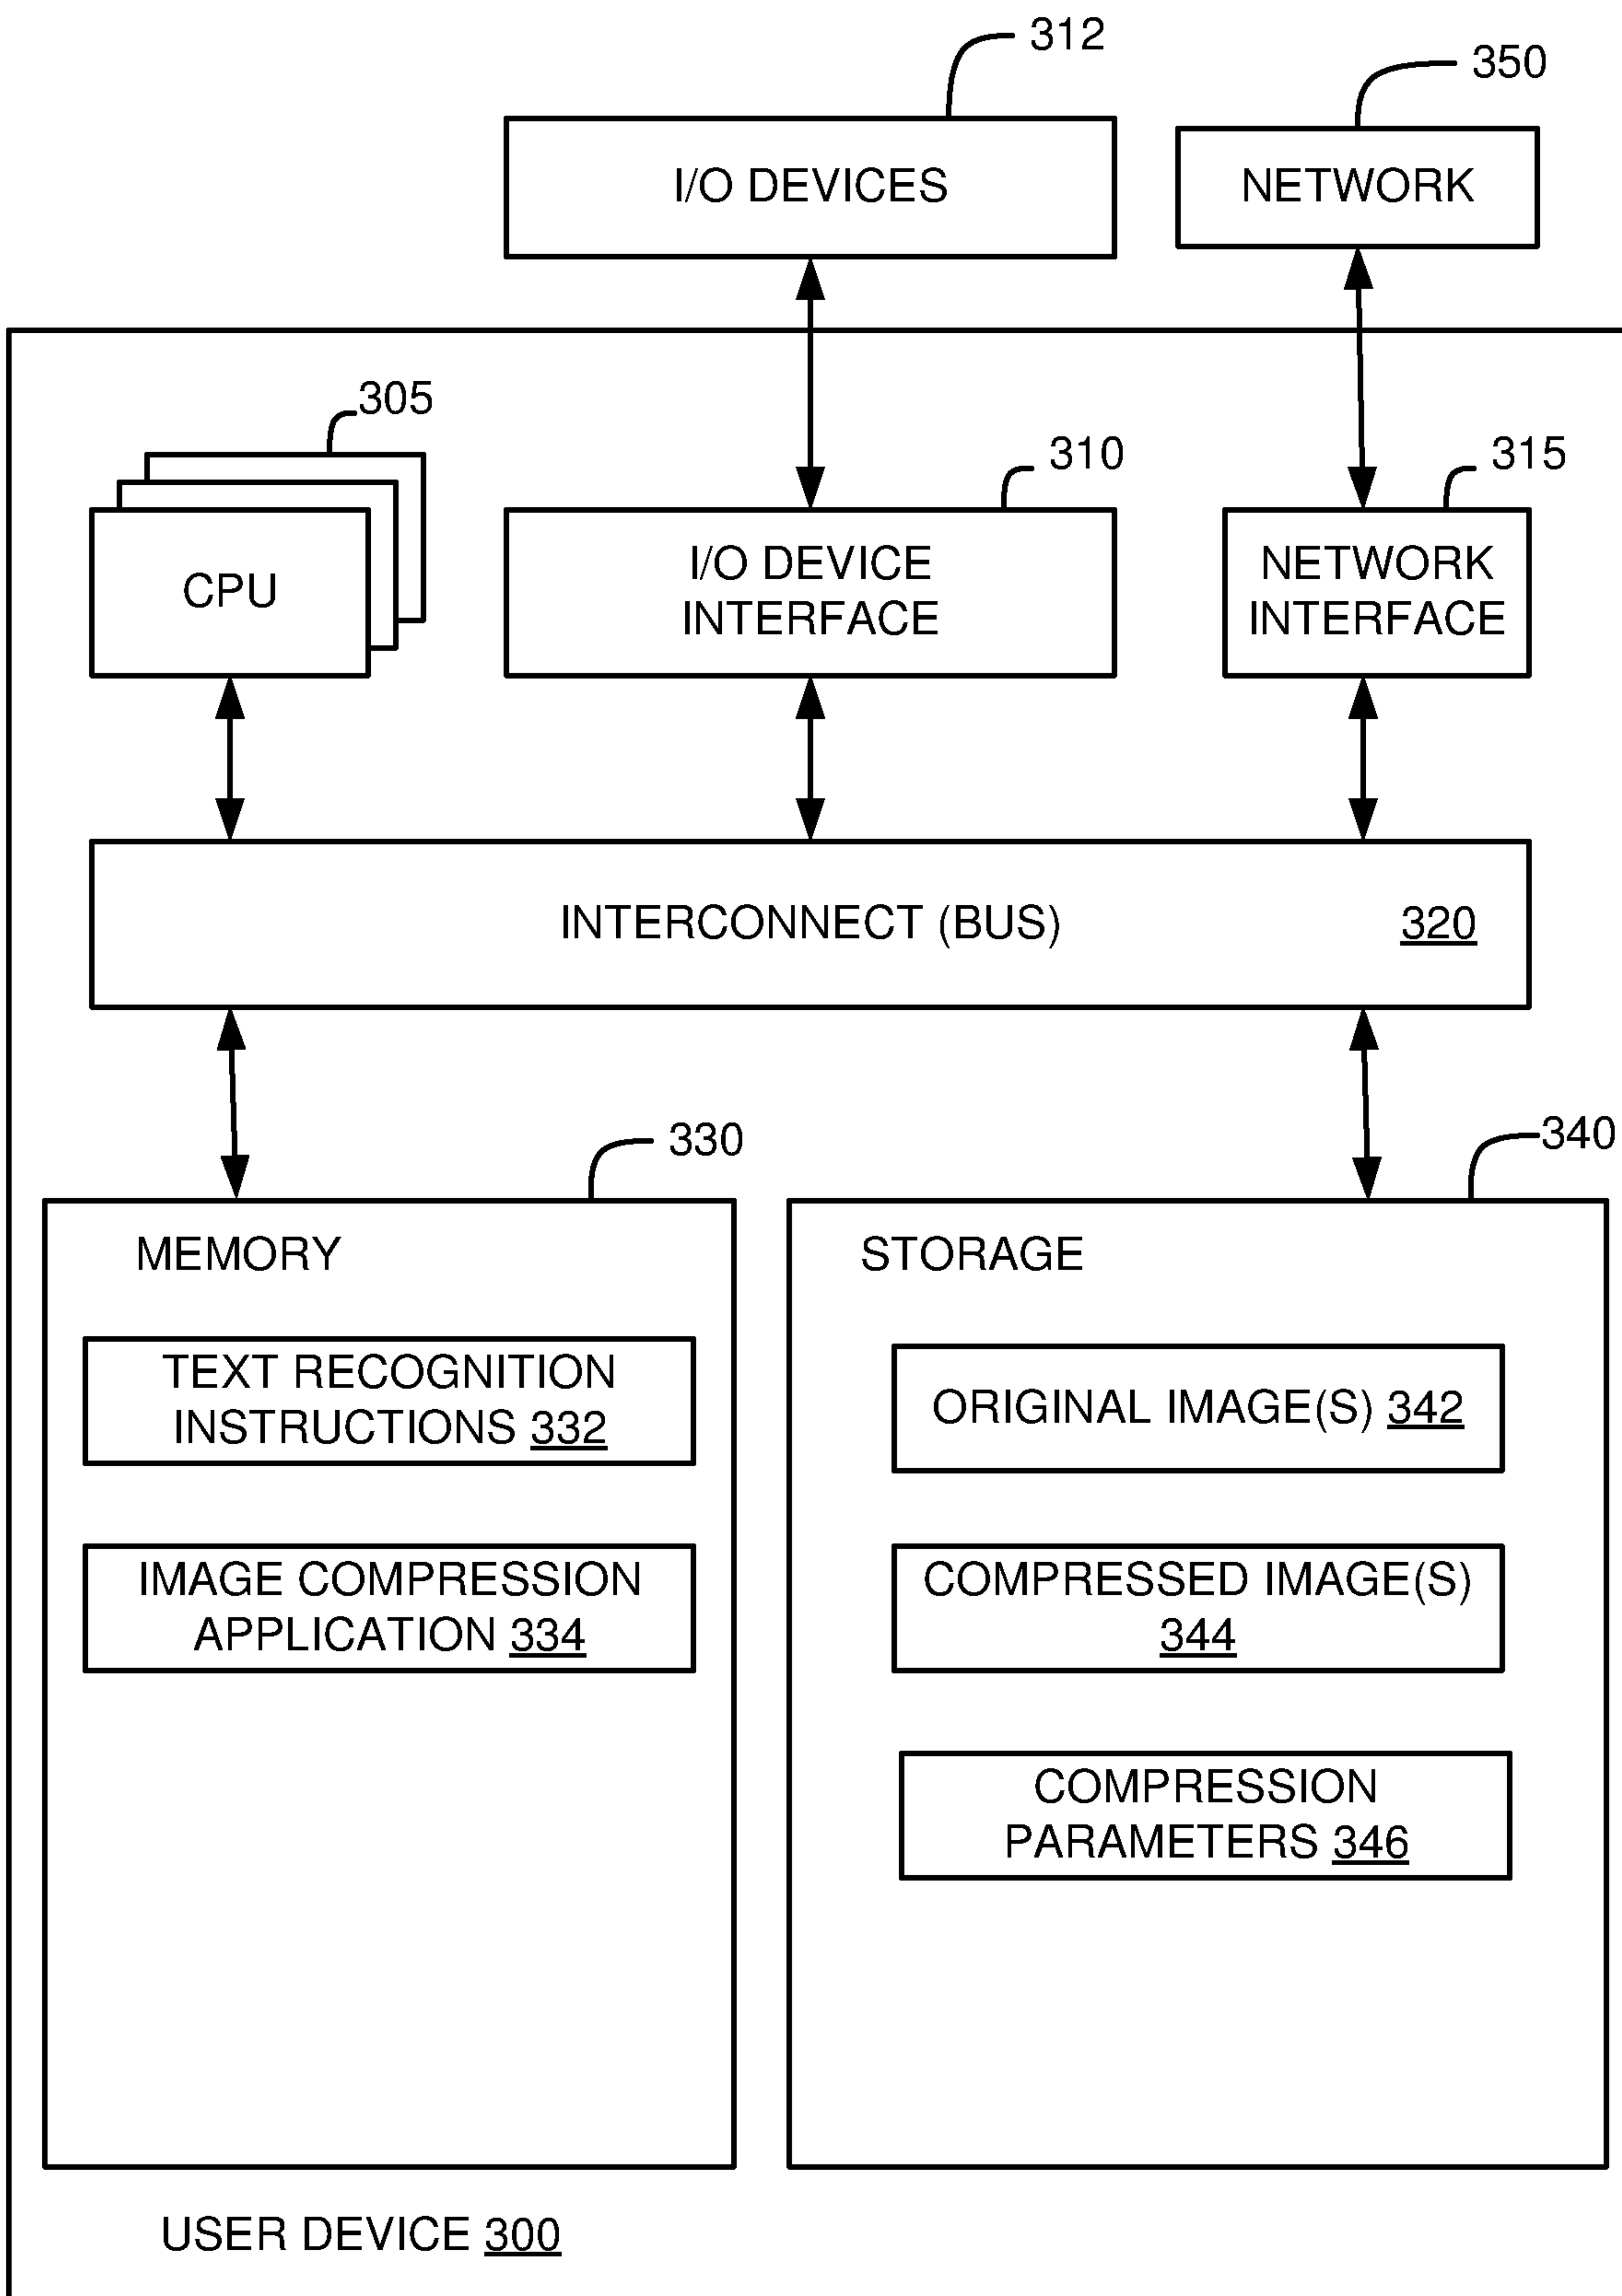 312
350
I/O DEVICES
NETWORK
305
310
315
CPU
I/O DEVICE
INTERFACE
NETWORK
INTERFACE
INTERCONNECT (BUS) 320
330
340
MEMORY
TEXT RECOGNITION
INSTRUCTIONS 332
IMAGE COMPRESSION
APPLICATION 334
STORAGE
ORIGINAL IMAGE(S) 342
COMPRESSED IMAGE(S)
344
COMPRESSION
PARAMETERS 346
USER DEVICE 300